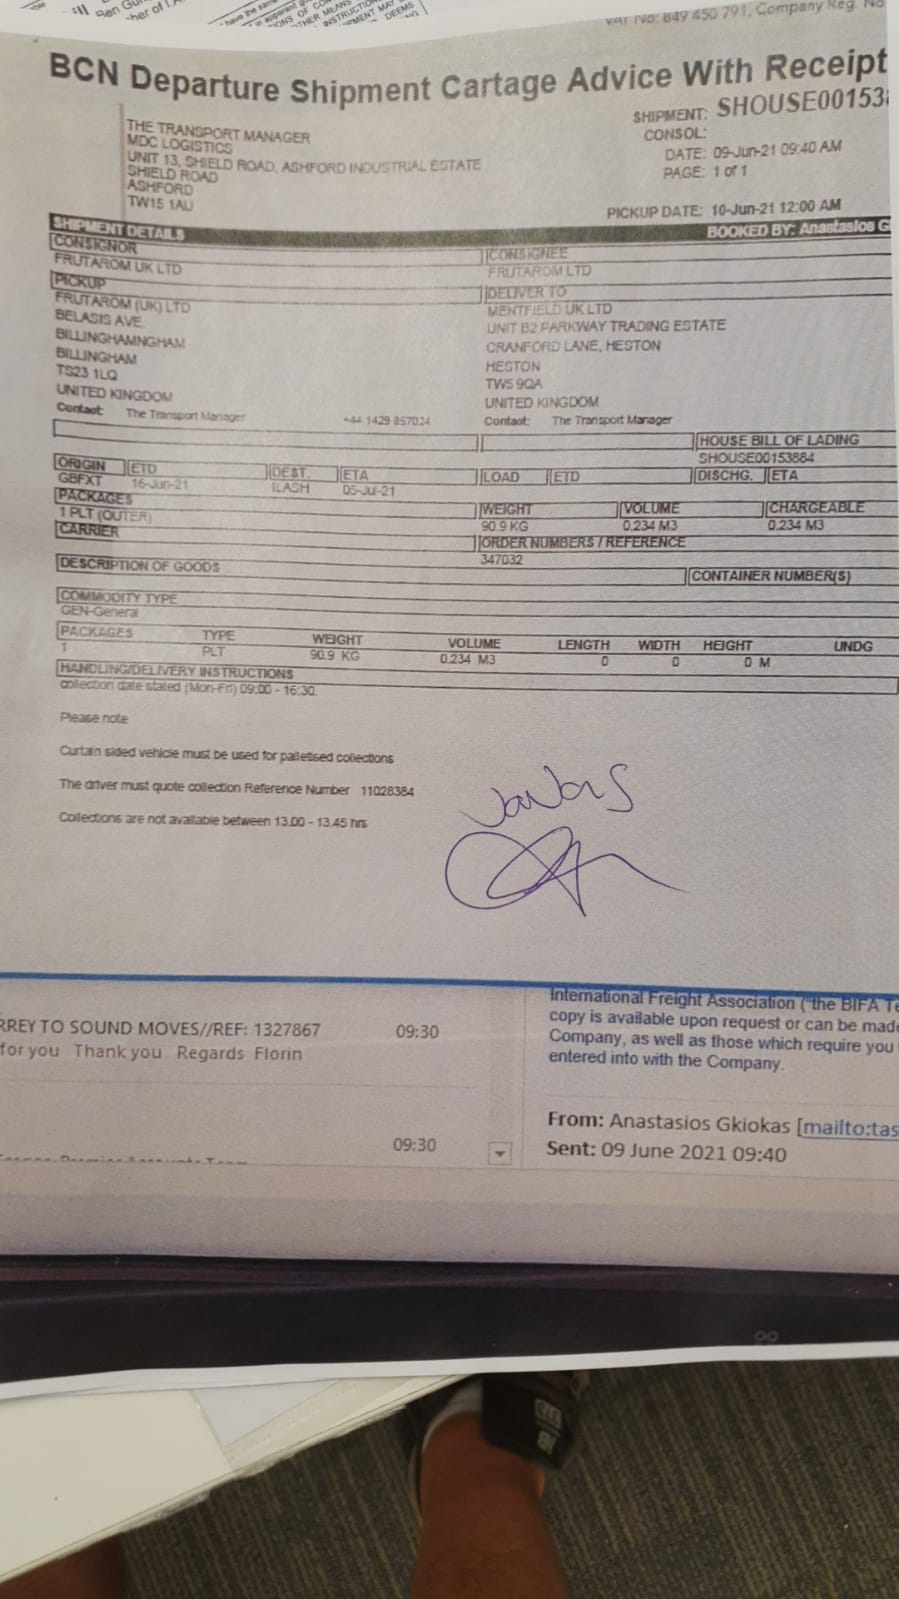 VAT No: 849 450 791, Company Reg. No
BCN Departure Shipment Cartage Advice With Receipt
SHIPMENT: SHOUSE00153
THE TRANSPORT MANAGER
MDC LOGISTICS
UNIT 13, SHIELD ROAD, ASHFORD INDUSTRIAL ESTATE
SHIELD ROAD
ASHFORD
TW15 1AU
CONSOL:
DATE: 09-Jun-21 09:40 AM
PAGE: 1 of 1
PICKUP DATE: 10-Jun-21 12:00 AM
SHIPMENT DETAILS BOOKED BY: Anastasios G
CONSIGNOR CONSIGNEE
FRUTAROM UK LTD FRUTAROM LTD
PICKUP DELIVER TO
FRUTAROM (UK) LTD MENTFIELD UK LTD
BELASIS AVE. UNIT B2 PARKWAY TRADING ESTATE
BILLINGHAMNGHAM CRANFORD LANE, HESTON
BILLINGHAM HESTON
TS23 1LQ TW5 9QA
UNITED KINGDOM UNITED KINGDOM
Contact: The Transport Manager +44 1429 857024 Contact: The Transport Manager
HOUSE BILL OF LADING
SHOUSE00153884
ORIGIN ETD DEST. ETA LOAD ETD DISCHG. ETA
GBFXT 16-Jun-21 ILASH 05-Jul-21
PACKAGES WEIGHT VOLUME CHARGEABLE
1 PLT (OUTER) 90.9 KG 0.234 M3 0.234 M3
CARRIER ORDER NUMBERS / REFERENCE
347032
DESCRIPTION OF GOODS CONTAINER NUMBER(S)
COMMODITY TYPE
GEN-General
PACKAGES TYPE WEIGHT VOLUME LENGTH WIDTH HEIGHT UNDG
1 PLT 90.9 KG 0.234 M3 0 0 0 M
HANDLING/DELIVERY INSTRUCTIONS
collection date stated (Mon-Fri) 09:00 - 16:30.
Please note
Curtain sided vehicle must be used for palletised collections
The driver must quote collection Reference Number 11028384
Collections are not available between 13.00 - 13.45 hrs
RREY TO SOUND MOVES//REF: 1327867 09:30
for you Thank you Regards Florin
09:30
International Freight Association ("the BIFA Te
copy is available upon request or can be made
Company, as well as those which require you
entered into with the Company.
From: Anastasios Gkiokas [mailto:tas
Sent: 09 June 2021 09:40